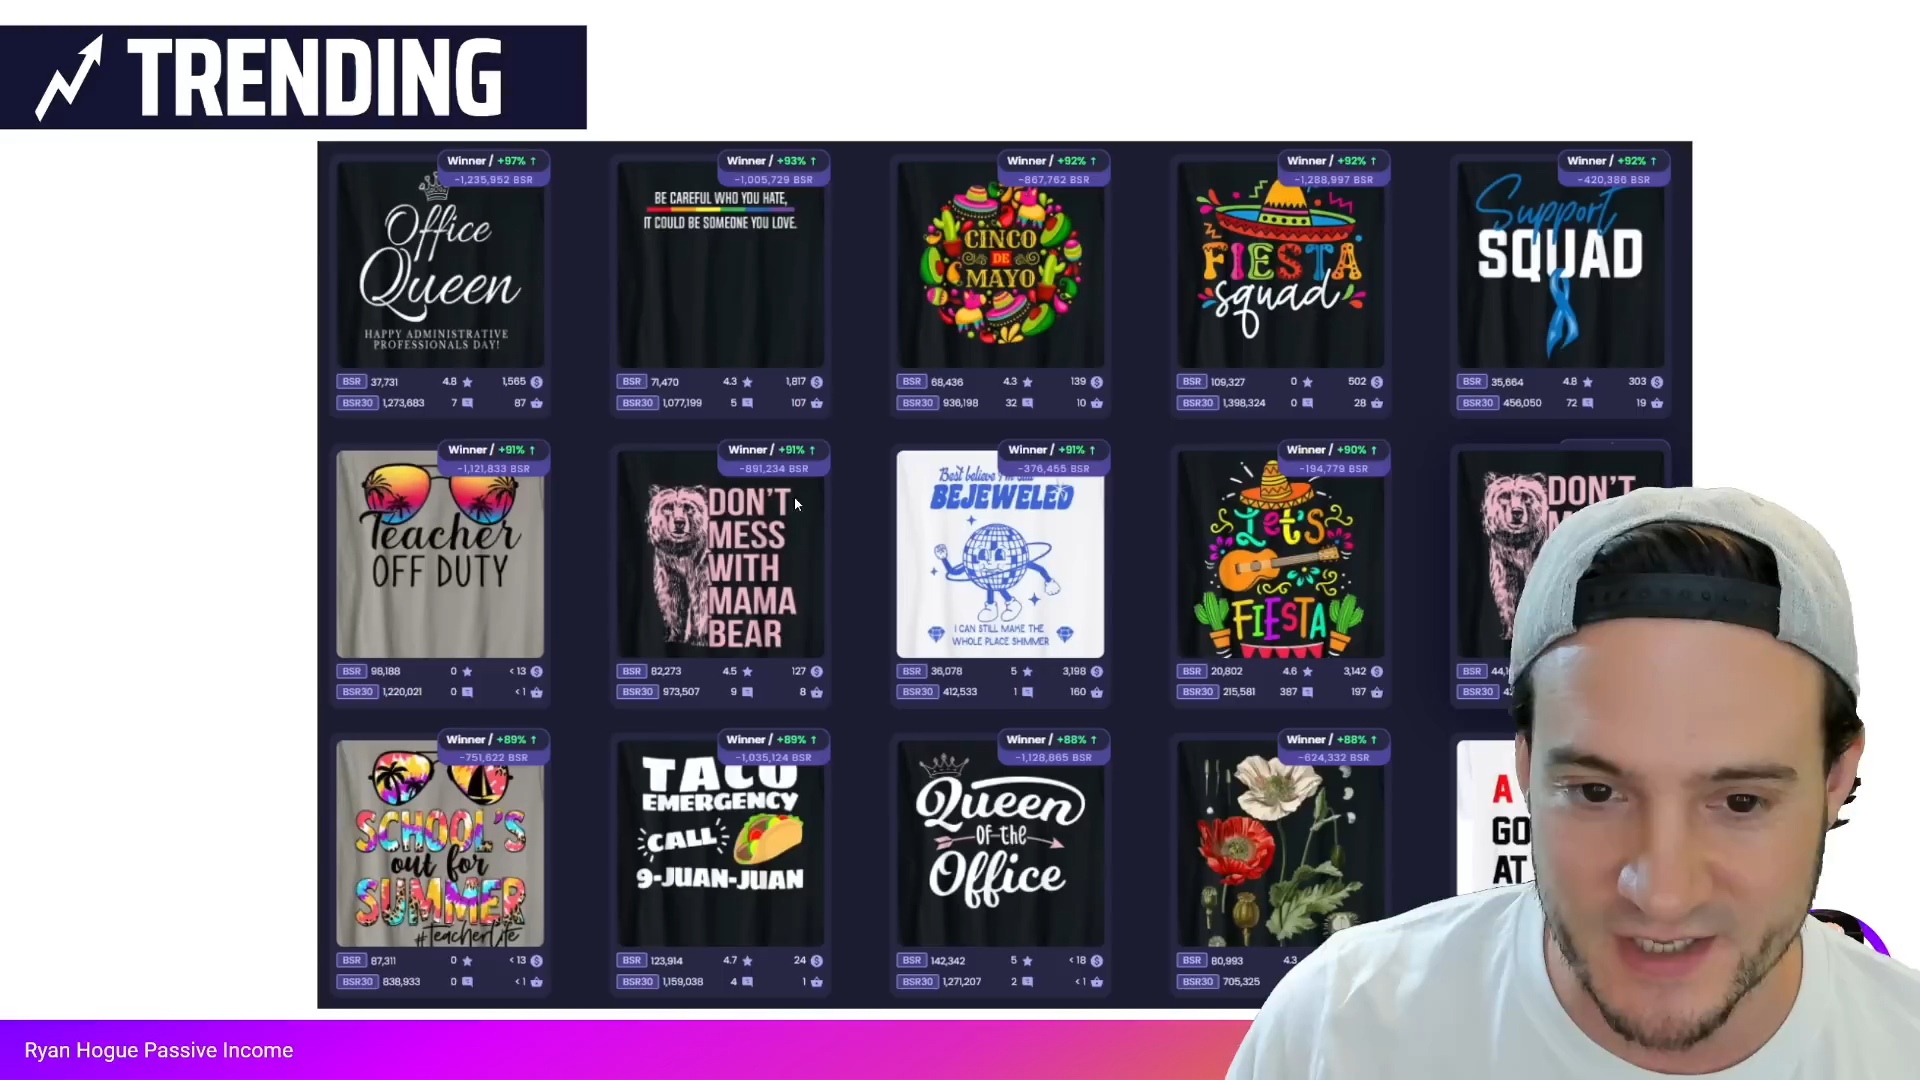 TRENDING
Winner / +97% ↑
-1,235,952 BSR
Office
Queen
HAPPY ADMINISTRATIVE
PROFESSIONALS DAY!
BSR 37,731 4.8 1,565
BSR30 1,273,683 7 87
Winner / +93% ↑
-1,005,729 BSR
BE CAREFUL WHO YOU HATE,
IT COULD BE SOMEONE YOU LOVE.
BSR 71,470 4.3 1,817
BSR30 1,077,199 5 107
Winner / +92% ↑
-867,762 BSR
CINCO
DE
MAYO
BSR 68,436 4.3 139
BSR30 936,198 32 10
Winner / +92% ↑
-1,288,997 BSR
FIESTA
squad
BSR 109,327 0 502
BSR30 1,398,324 0 28
Winner / +92% ↑
-420,386 BSR
Support
SQUAD
BSR 35,664 4.8 303
BSR30 456,050 72 19
Winner / +91% ↑
-1,121,833 BSR
Teacher
OFF DUTY
BSR 98,188 0 <13
BSR30 1,220,021 0 <1
Winner / +91% ↑
-891,234 BSR
DON'T
MESS
WITH
MAMA
BEAR
BSR 82,273 4.5 127
BSR30 973,507 9 8
Winner / +91% ↑
-376,455 BSR
Best believe I'm still
BEJEWELED
I CAN STILL MAKE THE
WHOLE PLACE SHIMMER
BSR 36,078 5 3,198
BSR30 412,533 1 160
Winner / +90% ↑
-194,779 BSR
Let's
FIESTA
BSR 20,802 4.6 3,142
BSR30 215,581 387 197
DON'T
BSR
BSR30
Winner / +89% ↑
-751,622 BSR
SCHOOL'S
out for
SUMMER
#teacherlife
BSR 87,311 0 <13
BSR30 838,933 0 <1
Winner / +89% ↑
-1,035,124 BSR
TACO
EMERGENCY
CALL
9-JUAN-JUAN
BSR 123,914 4.7 24
BSR30 1,159,038 4 1
Winner / +88% ↑
-1,128,865 BSR
Queen
OF-the
Office
BSR 142,342 5 <18
BSR30 1,271,207 2 <1
Winner / +88% ↑
-624,332 BSR
BSR 80,993 4.3
BSR30 705,325
A
GO
AT
Ryan Hogue Passive Income